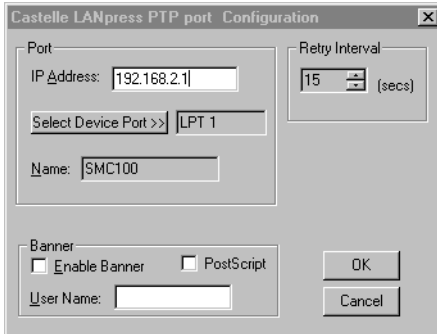 Castelle LANpress PTP port Configuration
Port
IP Address: 192.168.2.1
Select Device Port >> LPT 1
Name: SMC100
Retry Interval
15 (secs)
Banner
Enable Banner PostScript
User Name:
OK
Cancel